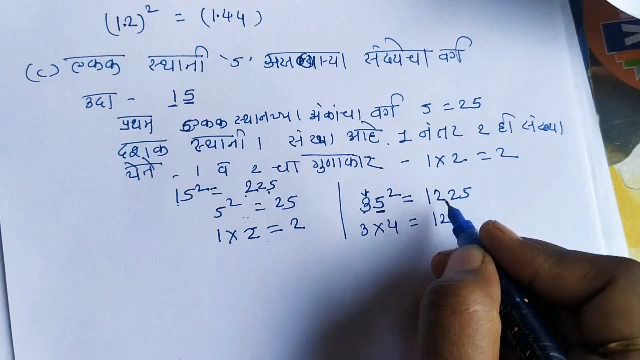 (1.2)² = (1.44)
(c) एकक स्थानी '5' असणाऱ्या संख्येचा वर्ग
उदा - 15
प्रथम एकक स्थानच्या अंकांचा वर्ग 5 = 25
दशक स्थानी 1 संख्या आहे. 1 नंतर 2 ही संख्या
येते - 1 व 2 चा गुणाकार - 1 × 2 = 2
15² = 225
5² = 25
1 × 2 = 2
35² = 1225
3 × 4 = 12